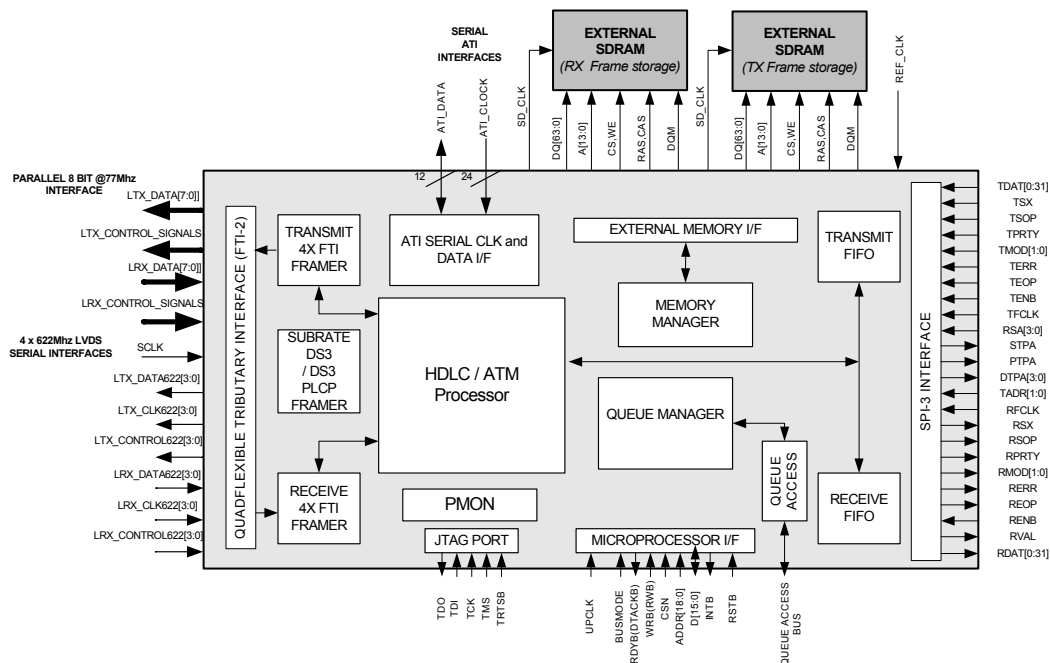 SERIAL
ATI
INTERFACES
EXTERNAL
SDRAM
(RX Frame storage)
EXTERNAL
SDRAM
(TX Frame storage)
ATI_DATA
ATI_CLOCK
SD_CLK
DQ[63:0]
A[13:0]
CS,WE
RAS,CAS
DQM
SD_CLK
DQ[63:0]
A[13:0]
CS,WE
RAS,CAS
DQM
REF_CLK
12
24
PARALLEL 8 BIT @77Mhz
INTERFACE
LTX_DATA[7:0]]
LTX_CONTROL_SIGNALS
LRX_DATA[7:0]]
LRX_CONTROL_SIGNALS
4 x 622Mhz LVDS
SERIAL INTERFACES
SCLK
LTX_DATA622[3:0]
LTX_CLK622[3:0]
LTX_CONTROL622[3:0]
LRX_DATA622[3:0]
LRX_CLK622[3:0]
LRX_CONTROL622[3:0]
QUADFLEXIBLE TRIBUTARY INTERFACE (FTI-2)
TRANSMIT
4X FTI
FRAMER
SUBRATE
DS3
/ DS3
PLCP
FRAMER
RECEIVE
4X FTI
FRAMER
ATI SERIAL CLK and
DATA I/F
HDLC / ATM
Processor
PMON
JTAG PORT
EXTERNAL MEMORY I/F
MEMORY
MANAGER
QUEUE MANAGER
MICROPROCESSOR I/F
QUEUE
ACCESS
TRANSMIT
FIFO
RECEIVE
FIFO
SPI-3 INTERFACE
TDAT[0:31]
TSX
TSOP
TPRTY
TMOD[1:0]
TERR
TEOP
TENB
TFCLK
RSA[3:0]
STPA
PTPA
DTPA[3:0]
TADR[1:0]
RFCLK
RSX
RSOP
RPRTY
RMOD[1:0]
RERR
REOP
RENB
RVAL
RDAT[0:31]
TDO
TDI
TCK
TMS
TRTSB
UPCLK
BUSMODE
RDYB(DTACKB)
WRB(RWB)
CSN
ADDR[18:0]
D[15:0]
INTB
RSTB
QUEUE ACCESS
BUS